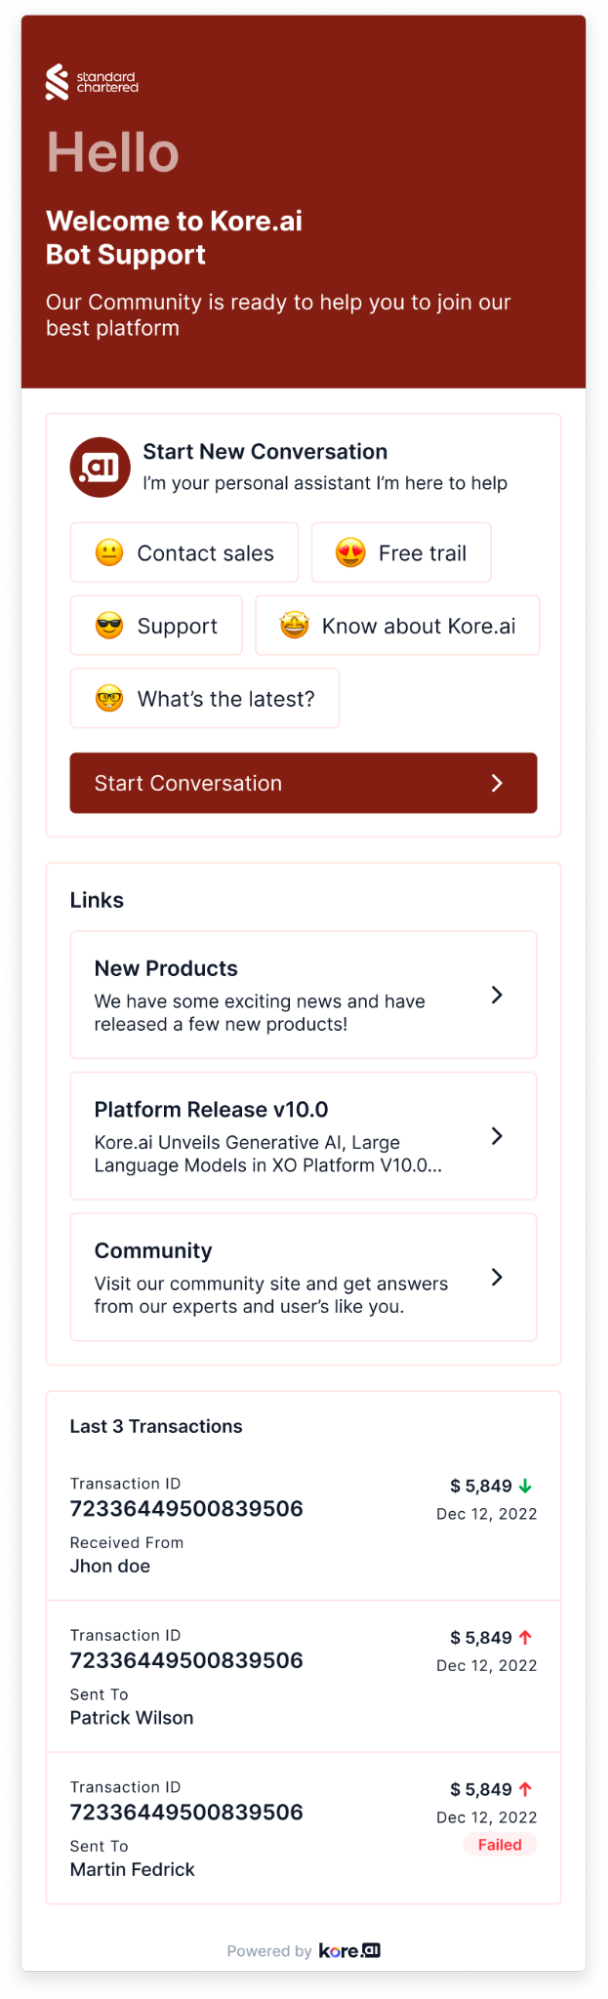 standard
chartered
Hello
Welcome to Kore.ai
Bot Support
Our Community is ready to help you to join our
best platform
.ai
Start New Conversation
I'm your personal assistant I'm here to help
Contact sales
Free trail
Support
Know about Kore.ai
What's the latest?
Start Conversation
Links
New Products
We have some exciting news and have
released a few new products!
Platform Release v10.0
Kore.ai Unveils Generative AI, Large
Language Models in XO Platform V10.0...
Community
Visit our community site and get answers
from our experts and user's like you.
Last 3 Transactions
Transaction ID
$ 5,849
72336449500839506
Dec 12, 2022
Received From
Jhon doe
Transaction ID
$ 5,849
72336449500839506
Dec 12, 2022
Sent To
Patrick Wilson
Transaction ID
$ 5,849
72336449500839506
Dec 12, 2022
Sent To
Failed
Martin Fedrick
Powered by kore.ai